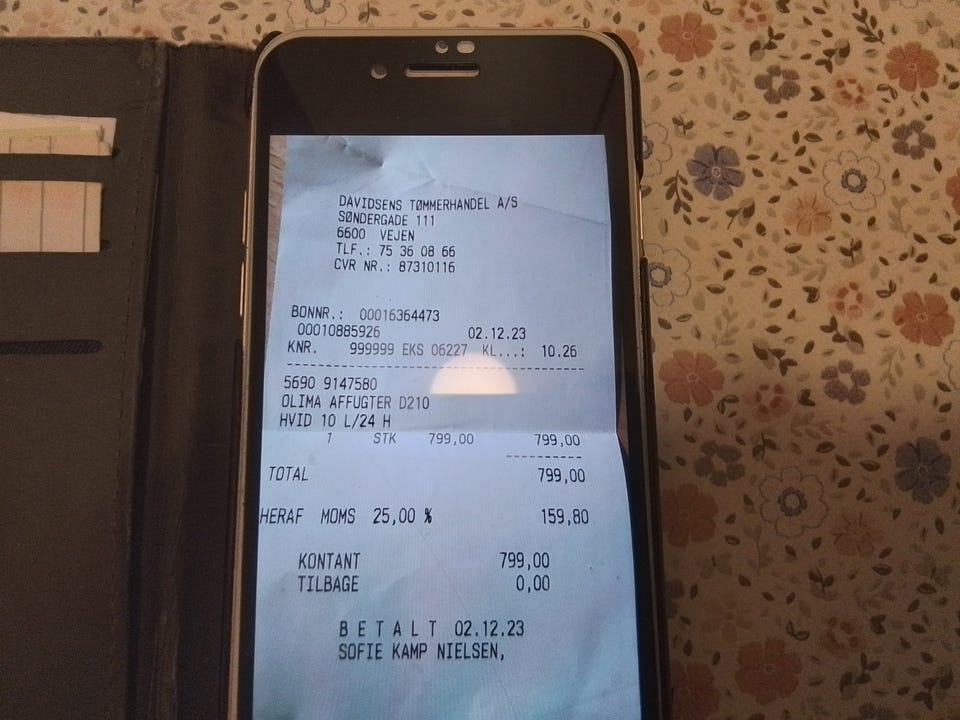 DAVIDSENS TØMMERHANDEL A/S
SØNDERGADE 111
6600 VEJEN
TLF.: 75 36 08 66
CVR NR.: 87310116
BONNR.: 00016364473
00010885926 02.12.23
KNR. 999999 EKS 06227 KL...: 10.26
5690 9147580
OLIMA AFFUGTER D210
HVID 10 L/24 H
1 STK 799,00 799,00
TOTAL 799,00
HERAF MOMS 25,00 % 159,80
KONTANT 799,00
TILBAGE 0,00
B E T A L T 02.12.23
SOFIE KAMP NIELSEN,